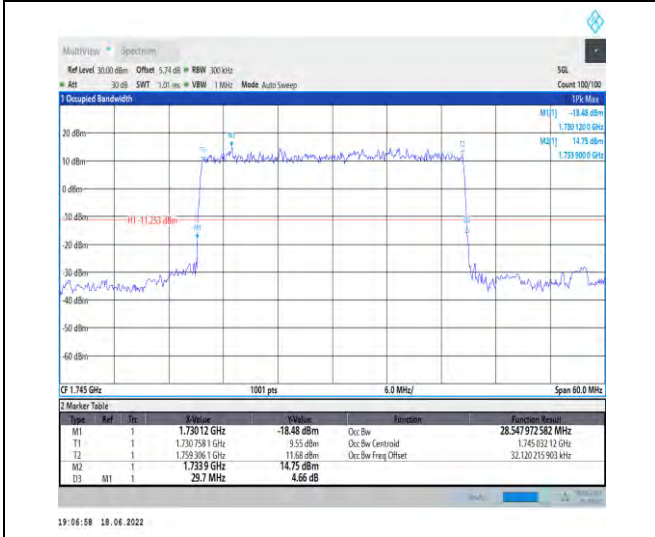 MultiView Spectrum
Ref Level 30.00 dBm Offset 5.74 dB RBW 300 kHz SGL
Att 30 dB SWT 1.01 ms VBW 1 MHz Mode Auto Sweep Count 100/100
1 Occupied Bandwidth 1Pk Max
M1[1] -18.48 dBm
1.730 120 0 GHz
M2[1] 14.75 dBm
1.733 900 0 GHz
20 dBm
10 dBm
0 dBm
-10 dBm
H1 -11.253 dBm
-20 dBm
-30 dBm
-40 dBm
-50 dBm
-60 dBm
CF 1.745 GHz 1001 pts 6.0 MHz/ Span 60.0 MHz
2 Marker Table
Type Ref Trc X-Value Y-Value Function Function Result
M1 1 1.73012 GHz -18.48 dBm Occ Bw 28.547 972 582 MHz
T1 1 1.730 758 1 GHz 9.55 dBm Occ Bw Centroid 1.745 032 12 GHz
T2 1 1.759 306 1 GHz 11.68 dBm Occ Bw Freq Offset 32.120 215 903 kHz
M2 1 1.733 9 GHz 14.75 dBm
D3 M1 1 29.7 MHz 4.66 dB
19:06:58 18.06.2022